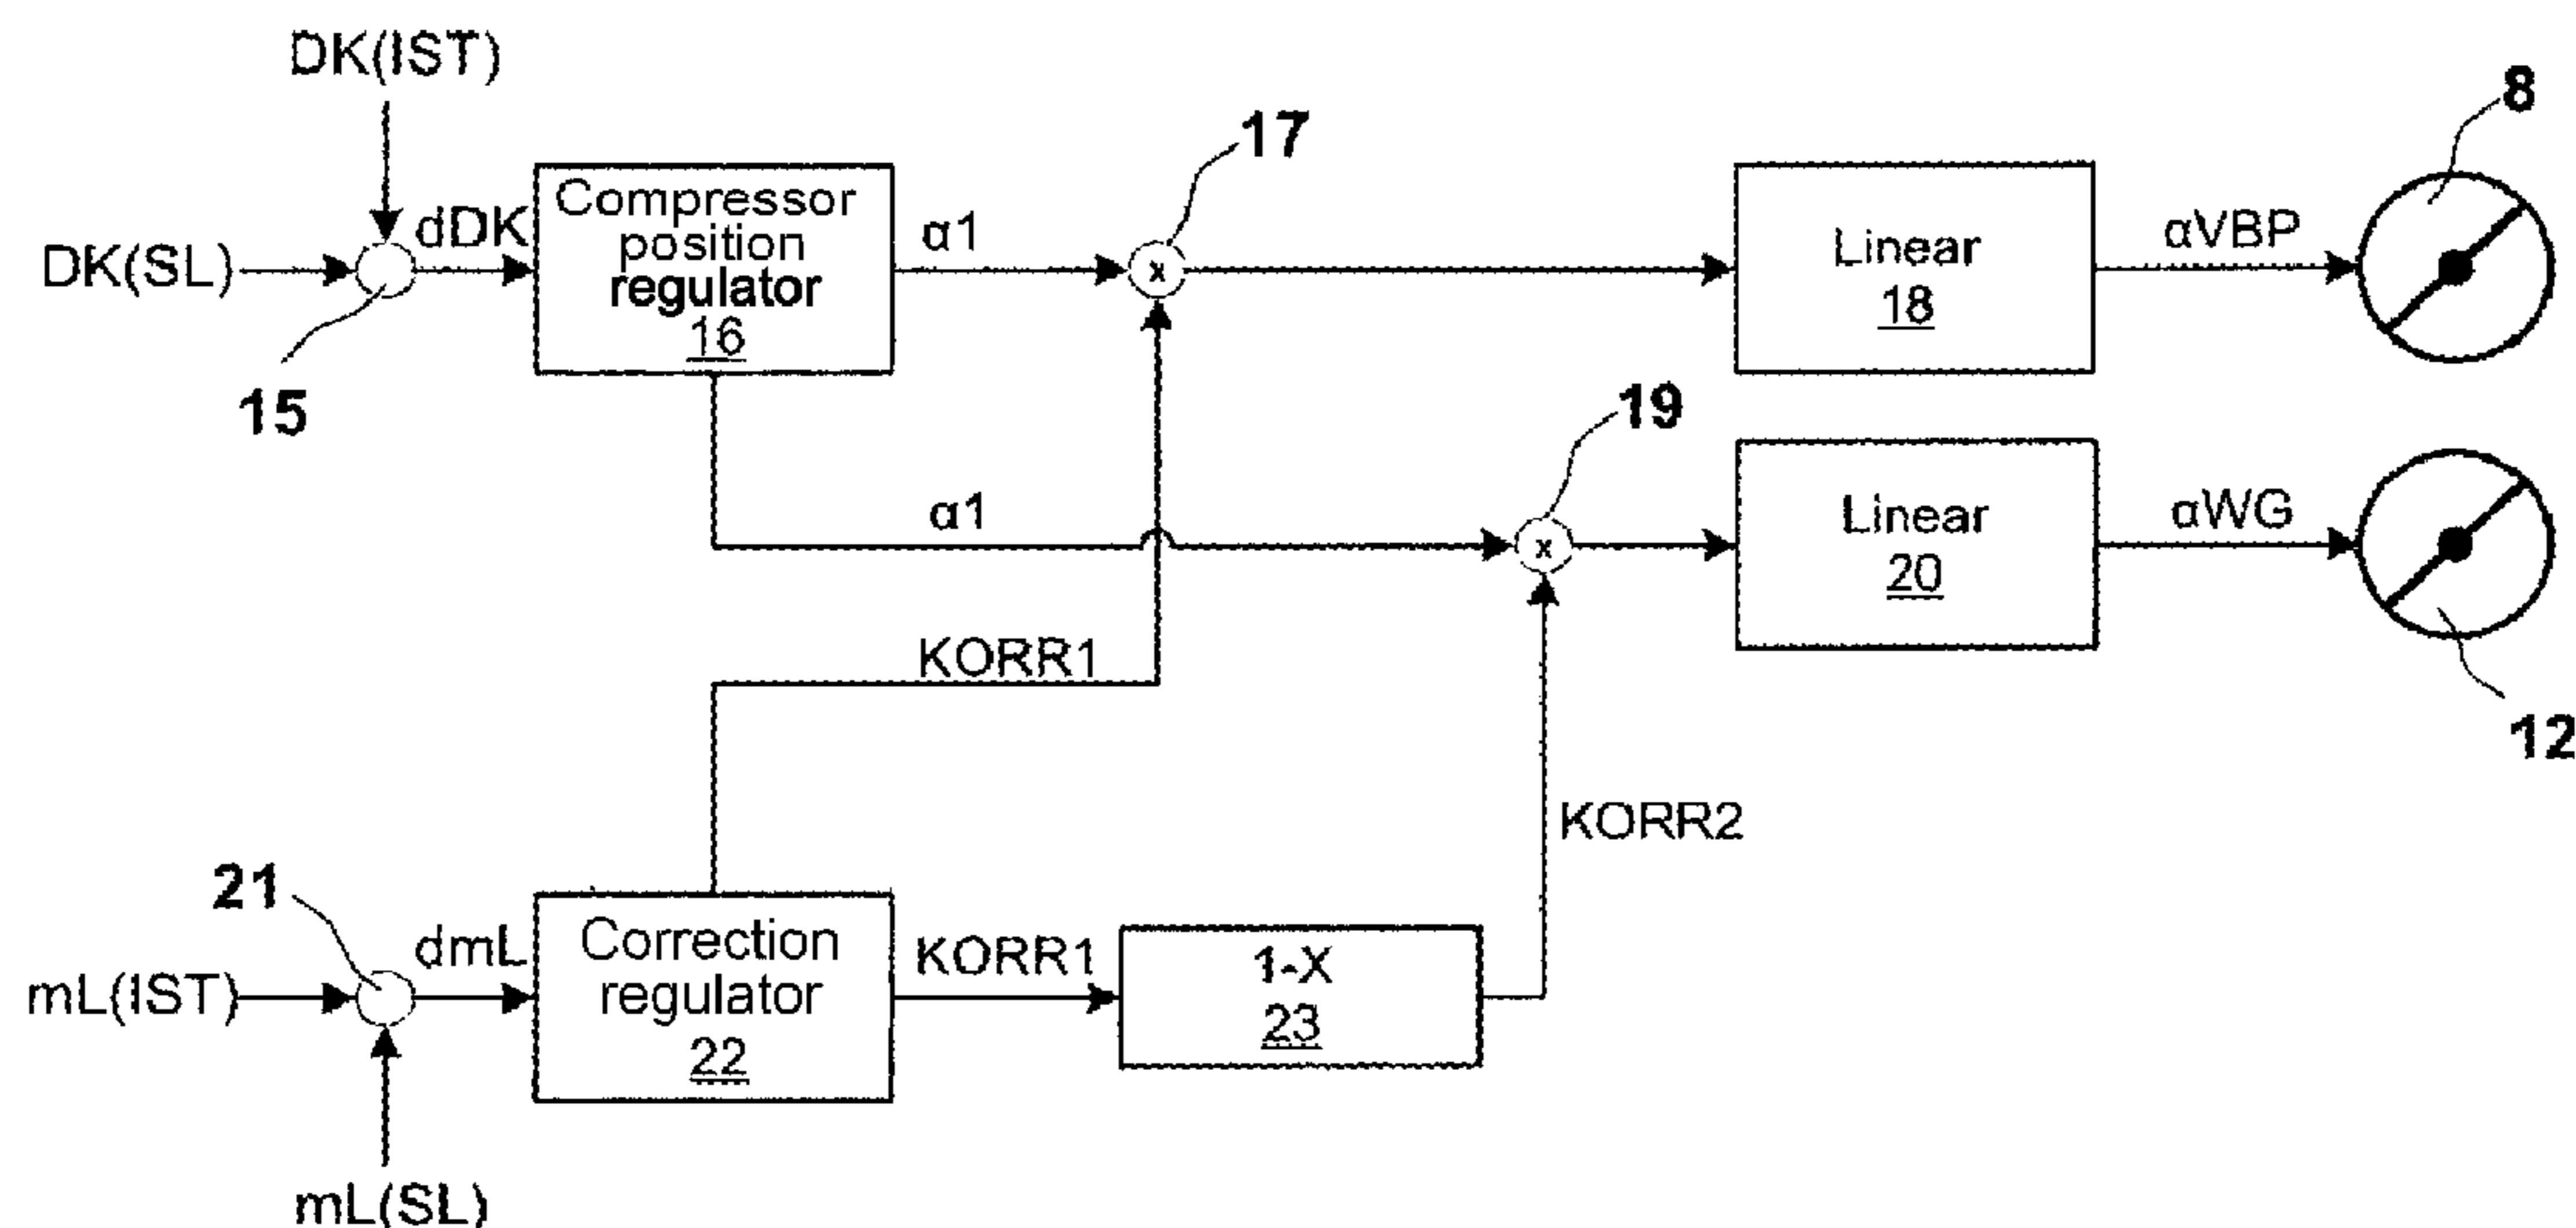 DK(IST)
DK(SL)
dDK
15
Compressor
position
regulator
16
α1
17
Linear
18
αVBP
8
α1
19
Linear
20
αWG
12
KORR1
KORR2
21
mL(IST)
dmL
mL(SL)
Correction
regulator
22
KORR1
1-X
23
x
x